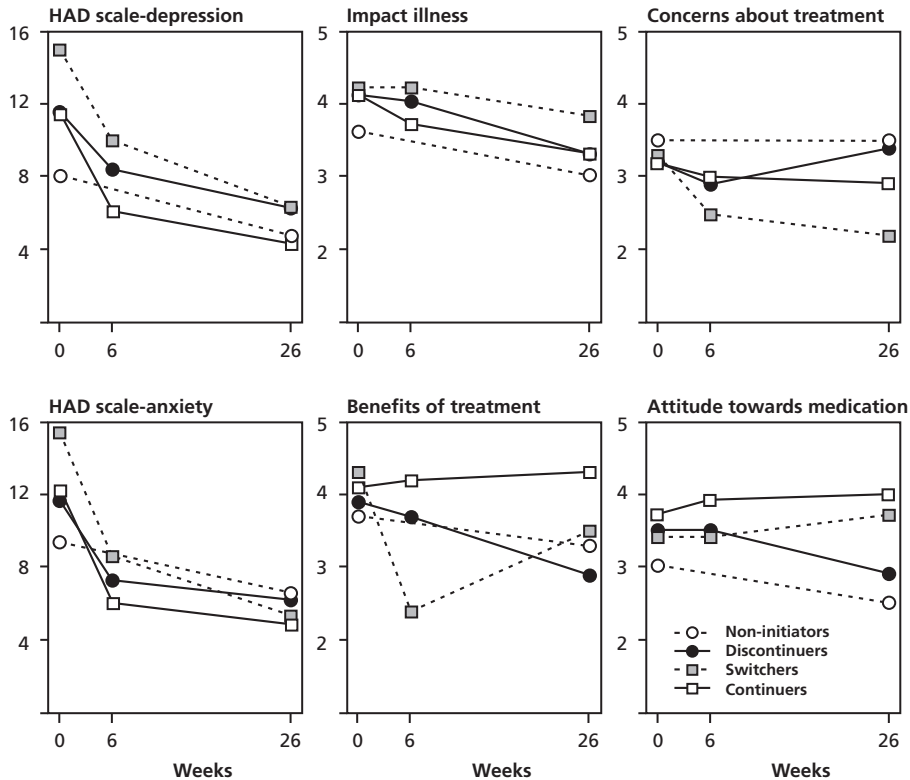 HAD scale-depression
16
12
8
4
0 6 26
Impact illness
5
4
3
2
0 6 26
Concerns about treatment
5
4
3
2
0 6 26
HAD scale-anxiety
16
12
8
4
0 6 26
Weeks
Benefits of treatment
5
4
3
2
0 6 26
Weeks
Attitude towards medication
5
4
3
2
Non-initiators
Discontinuers
Switchers
Continuers
0 6 26
Weeks